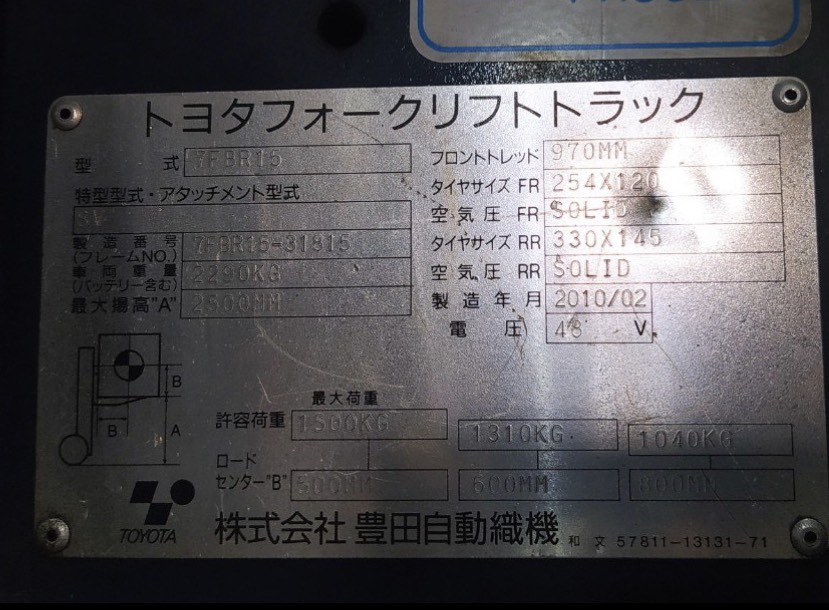 トヨタフォークリフトトラック
型 式 7FBR15
特型型式・アタッチメント型式
SV
製造番号 (フレームNO.) 7FBR15-31815
車両重量 (バッテリー含む) 2290KG
最大揚高"A" 2500MM
フロントトレッド 970MM
タイヤサイズ FR 254X120
空気圧 FR SOLID
タイヤサイズ RR 330X145
空気圧 RR SOLID
製造年月 2010/02
電圧 48 V.
B
B A
最大荷重
許容荷重 1500KG 1310KG 1040KG
ロード
センター"B" 500MM 600MM 800MM
TOYOTA 株式会社 豊田自動織機 和文 57811-13131-71